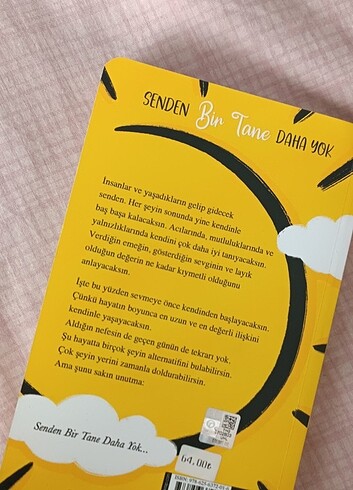 SENDEN Bir Tane DAHA YOK
İnsanlar ve yaşadıkların gelip gidecek
senden. Her şeyin sonunda yine kendinle
baş başa kalacaksın. Acılarında, mutluluklarında ve
yalnızlıklarında kendini çok daha iyi tanıyacaksın.
Verdiğin emeğin, gösterdiğin sevginin ve layık
olduğun değerin ne kadar kıymetli olduğunu
anlayacaksın.
İşte bu yüzden sevmeye önce kendinden başlayacaksın.
Çünkü hayatın boyunca en uzun ve en değerli ilişkini
kendinle yaşayacaksın.
Aldığın nefesin de geçen günün de tekrarı yok.
Şu hayatta birçok şeyin alternatifini bulabilirsin.
Çok şeyin yerini zamanla doldurabilirsin.
Ama şunu sakın unutma:
Senden Bir Tane Daha Yok...
64,00₺